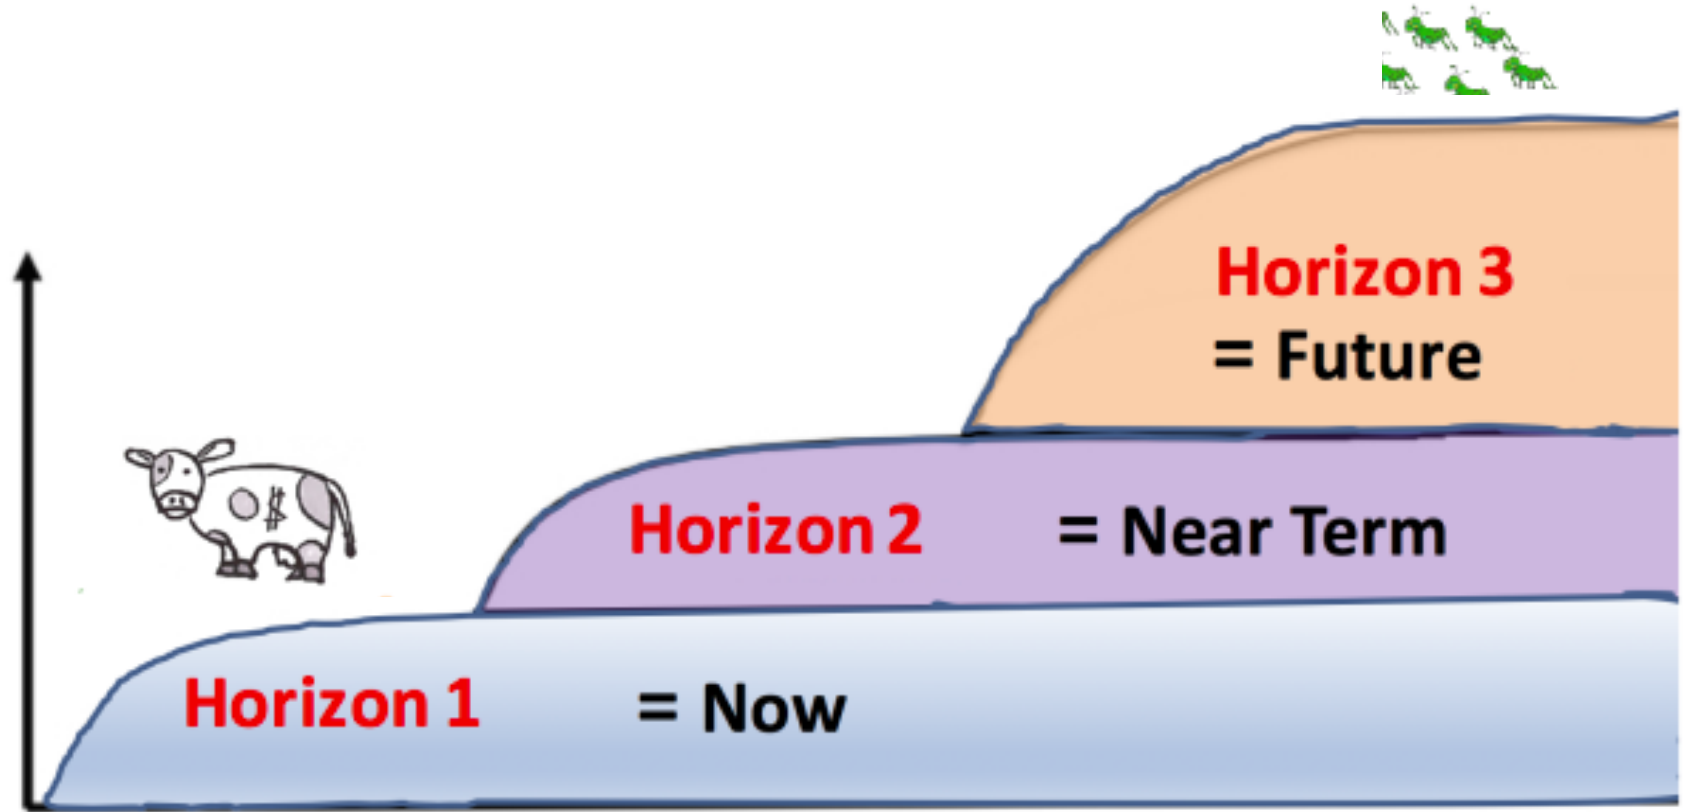 Horizon 3
= Future
Horizon 2 = Near Term
$
Horizon 1 = Now